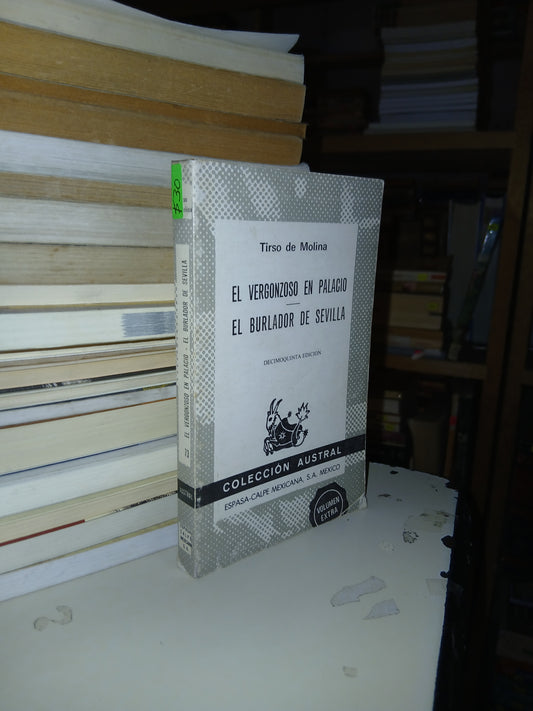 $30
73 EL VERGONZOSO EN PALACIO - EL BURLADOR DE SEVILLA
AUSTRAL
Tirso de Molina
EL VERGONZOSO EN PALACIO
EL BURLADOR DE SEVILLA
DECIMOQUINTA EDICIÓN
COLECCIÓN AUSTRAL
ESPASA-CALPE MEXICANA, S.A. MEXICO
VOLUMEN
EXTRA